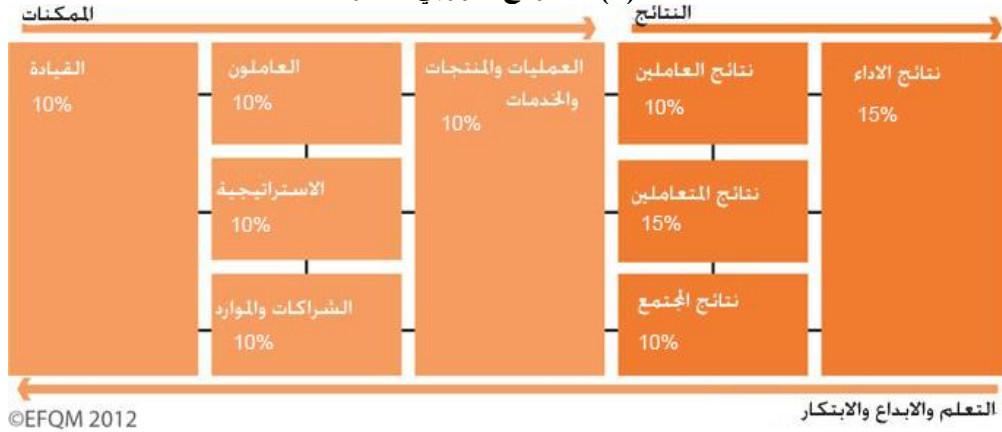 الممكنات
النتائج
القيادة
10%
العاملون
10%
الاستراتيجية
10%
الشراكات والموارد
10%
العمليات والمنتجات
والخدمات
10%
نتائج العاملين
10%
نتائج المتعاملين
15%
نتائج المجتمع
10%
نتائج الاداء
15%
التعلم والابداع والابتكار
©EFQM 2012